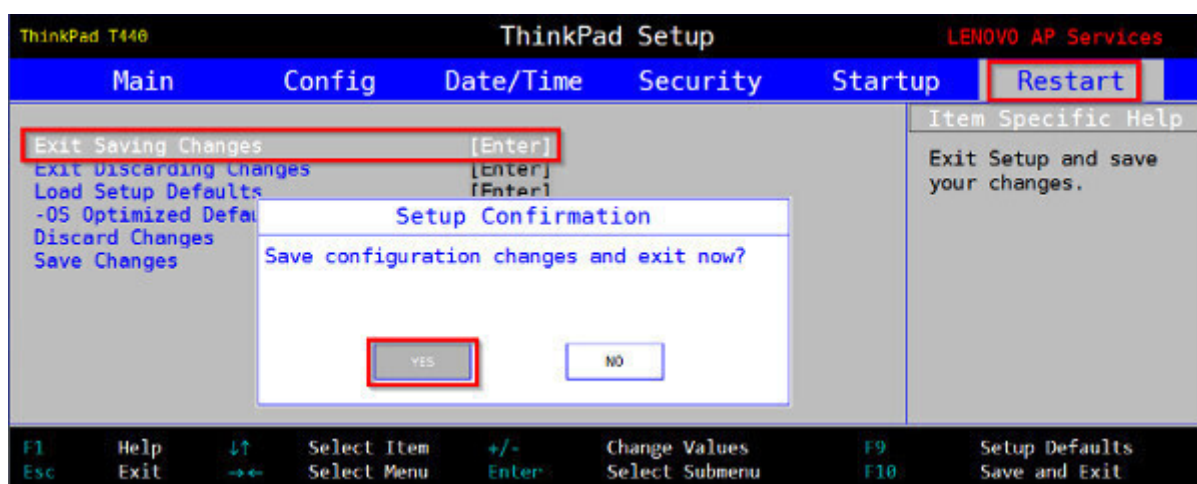 ThinkPad T440 ThinkPad Setup LENOVO AP Services
Main Config Date/Time Security Startup Restart
Item Specific Help
Exit Saving Changes [Enter]
Exit Discarding Changes [Enter]
Load Setup Defaults [Enter]
-OS Optimized Defau
Discard Changes
Save Changes
Exit Setup and save
your changes.
Setup Confirmation
Save configuration changes and exit now?
YES NO
F1 Help ↓↑ Select Item +/- Change Values F9 Setup Defaults
Esc Exit →← Select Menu Enter Select Submenu F10 Save and Exit